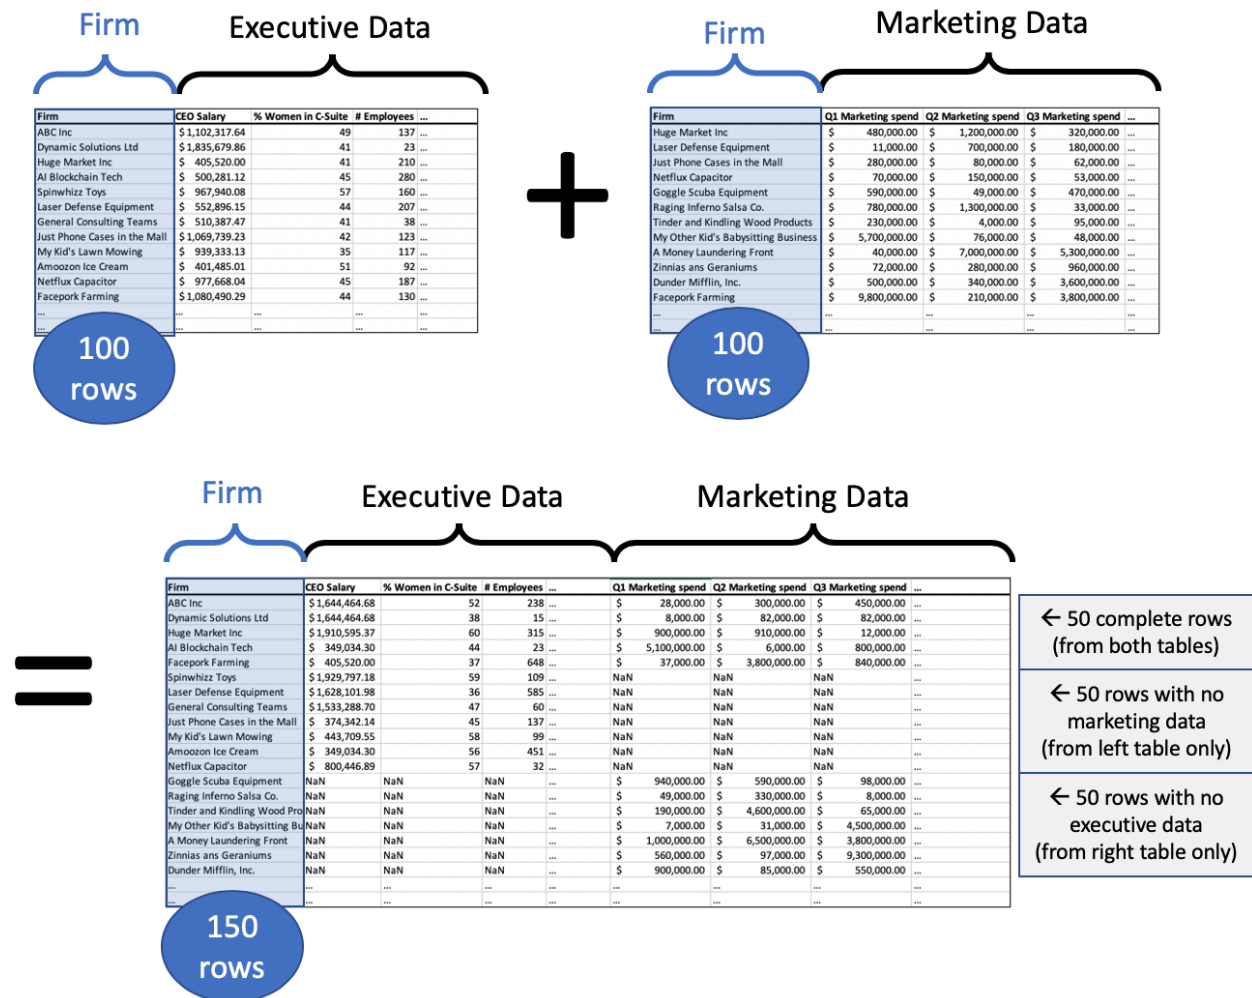 Firm Executive Data Firm Marketing Data
Firm CEO Salary % Women in C-Suite # Employees ...
ABC Inc $ 1,102,317.64 49 137 ...
Dynamic Solutions Ltd $ 1,835,679.86 41 23 ...
Huge Market Inc $ 405,520.00 41 210 ...
AI Blockchain Tech $ 500,281.12 45 280 ...
Spinwhizz Toys $ 967,940.08 57 160 ...
Laser Defense Equipment $ 552,896.15 44 207 ...
General Consulting Teams $ 510,387.47 41 38 ...
Just Phone Cases in the Mall $ 1,069,739.23 42 123 ...
My Kid's Lawn Mowing $ 939,333.13 35 117 ...
Amoozon Ice Cream $ 401,485.01 51 92 ...
Netflux Capacitor $ 977,668.04 45 187 ...
Facepork Farming $ 1,080,490.29 44 130 ...
... ... ... ... ...
... ... ... ... ...
100
rows
+
Firm Q1 Marketing spend Q2 Marketing spend Q3 Marketing spend ...
Huge Market Inc $ 480,000.00 $ 1,200,000.00 $ 320,000.00 ...
Laser Defense Equipment $ 11,000.00 $ 700,000.00 $ 180,000.00 ...
Just Phone Cases in the Mall $ 280,000.00 $ 80,000.00 $ 62,000.00 ...
Netflux Capacitor $ 70,000.00 $ 150,000.00 $ 53,000.00 ...
Goggle Scuba Equipment $ 590,000.00 $ 49,000.00 $ 470,000.00 ...
Raging Inferno Salsa Co. $ 780,000.00 $ 1,300,000.00 $ 33,000.00 ...
Tinder and Kindling Wood Products $ 230,000.00 $ 4,000.00 $ 95,000.00 ...
My Other Kid's Babysitting Business $ 5,700,000.00 $ 76,000.00 $ 48,000.00 ...
A Money Laundering Front $ 40,000.00 $ 7,000,000.00 $ 5,300,000.00 ...
Zinnias ans Geraniums $ 72,000.00 $ 280,000.00 $ 960,000.00 ...
Dunder Mifflin, Inc. $ 500,000.00 $ 340,000.00 $ 3,600,000.00 ...
Facepork Farming $ 9,800,000.00 $ 210,000.00 $ 3,800,000.00 ...
... ... ... ... ...
... ... ... ... ...
100
rows
=
Firm Executive Data Marketing Data
Firm CEO Salary % Women in C-Suite # Employees ... Q1 Marketing spend Q2 Marketing spend Q3 Marketing spend ...
ABC Inc $ 1,644,464.68 52 238 ... $ 28,000.00 $ 300,000.00 $ 450,000.00 ...
Dynamic Solutions Ltd $ 1,644,464.68 38 15 ... $ 8,000.00 $ 82,000.00 $ 82,000.00 ...
Huge Market Inc $ 1,910,595.37 60 315 ... $ 900,000.00 $ 910,000.00 $ 12,000.00 ...
AI Blockchain Tech $ 349,034.30 44 23 ... $ 5,100,000.00 $ 6,000.00 $ 800,000.00 ...
Facepork Farming $ 405,520.00 37 648 ... $ 37,000.00 $ 3,800,000.00 $ 840,000.00 ...
Spinwhizz Toys $ 1,929,797.18 59 109 ... NaN NaN NaN ...
Laser Defense Equipment $ 1,628,101.98 36 585 ... NaN NaN NaN ...
General Consulting Teams $ 1,533,288.70 47 60 ... NaN NaN NaN ...
Just Phone Cases in the Mall $ 374,342.14 45 137 ... NaN NaN NaN ...
My Kid's Lawn Mowing $ 443,709.55 58 99 ... NaN NaN NaN ...
Amoozon Ice Cream $ 349,034.30 56 451 ... NaN NaN NaN ...
Netflux Capacitor $ 800,446.89 57 32 ... NaN NaN NaN ...
Goggle Scuba Equipment NaN NaN NaN ... $ 940,000.00 $ 590,000.00 $ 98,000.00 ...
Raging Inferno Salsa Co. NaN NaN NaN ... $ 49,000.00 $ 330,000.00 $ 8,000.00 ...
Tinder and Kindling Wood Pro NaN NaN NaN ... $ 190,000.00 $ 4,600,000.00 $ 65,000.00 ...
My Other Kid's Babysitting Bu NaN NaN NaN ... $ 7,000.00 $ 31,000.00 $ 4,500,000.00 ...
A Money Laundering Front NaN NaN NaN ... $ 1,000,000.00 $ 6,500,000.00 $ 3,800,000.00 ...
Zinnias ans Geraniums NaN NaN NaN ... $ 560,000.00 $ 97,000.00 $ 9,300,000.00 ...
Dunder Mifflin, Inc. NaN NaN NaN ... $ 900,000.00 $ 85,000.00 $ 550,000.00 ...
... ... ... ... ... ... ... ... ...
... ... ... ... ... ... ... ... ...
150
rows
← 50 complete rows
(from both tables)
← 50 rows with no
marketing data
(from left table only)
← 50 rows with no
executive data
(from right table only)